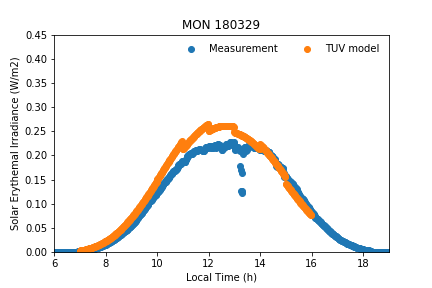 MON 180329
Measurement
TUV model
Solar Erythemal Irradiance (W/m2)
0.45
0.40
0.35
0.30
0.25
0.20
0.15
0.10
0.05
0.00
6 8 10 12 14 16 18
Local Time (h)